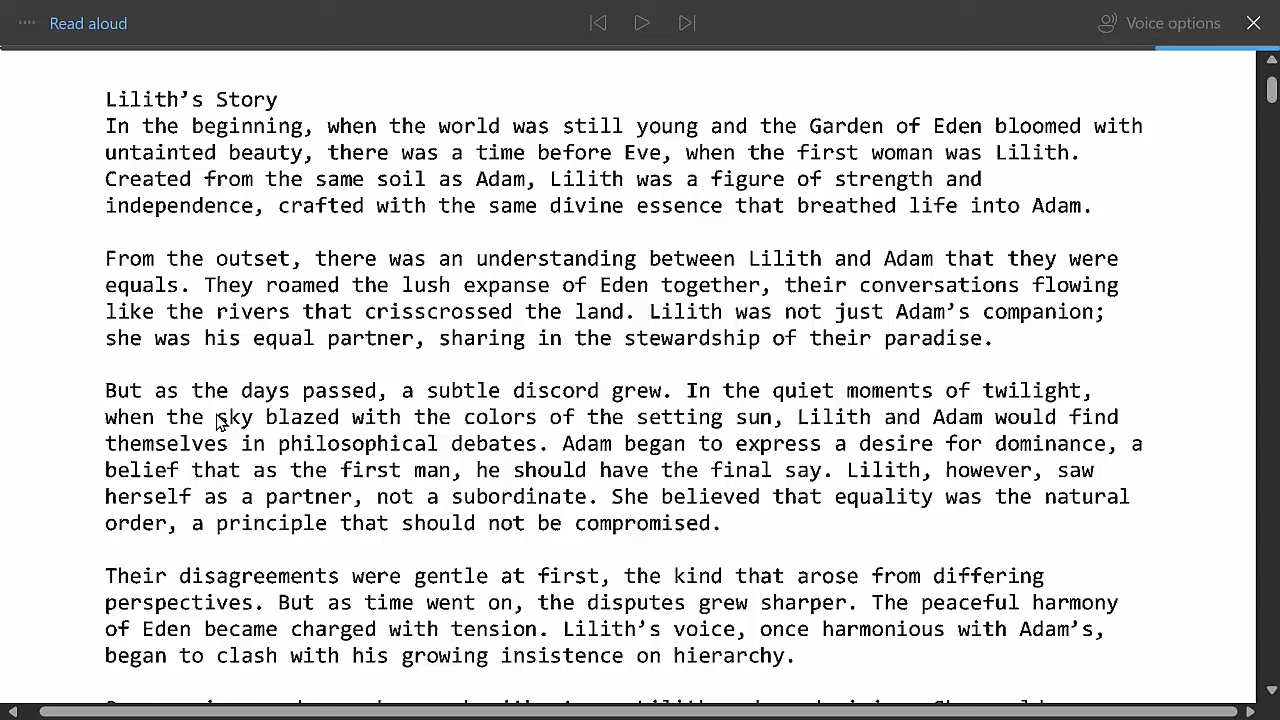 Read aloud
Voice options
Lilith’s Story
In the beginning, when the world was still young and the Garden of Eden bloomed with
untainted beauty, there was a time before Eve, when the first woman was Lilith.
Created from the same soil as Adam, Lilith was a figure of strength and
independence, crafted with the same divine essence that breathed life into Adam.
From the outset, there was an understanding between Lilith and Adam that they were
equals. They roamed the lush expanse of Eden together, their conversations flowing
like the rivers that crisscrossed the land. Lilith was not just Adam’s companion;
she was his equal partner, sharing in the stewardship of their paradise.
But as the days passed, a subtle discord grew. In the quiet moments of twilight,
when the sky blazed with the colors of the setting sun, Lilith and Adam would find
themselves in philosophical debates. Adam began to express a desire for dominance, a
belief that as the first man, he should have the final say. Lilith, however, saw
herself as a partner, not a subordinate. She believed that equality was the natural
order, a principle that should not be compromised.
Their disagreements were gentle at first, the kind that arose from differing
perspectives. But as time went on, the disputes grew sharper. The peaceful harmony
of Eden became charged with tension. Lilith’s voice, once harmonious with Adam’s,
began to clash with his growing insistence on hierarchy.